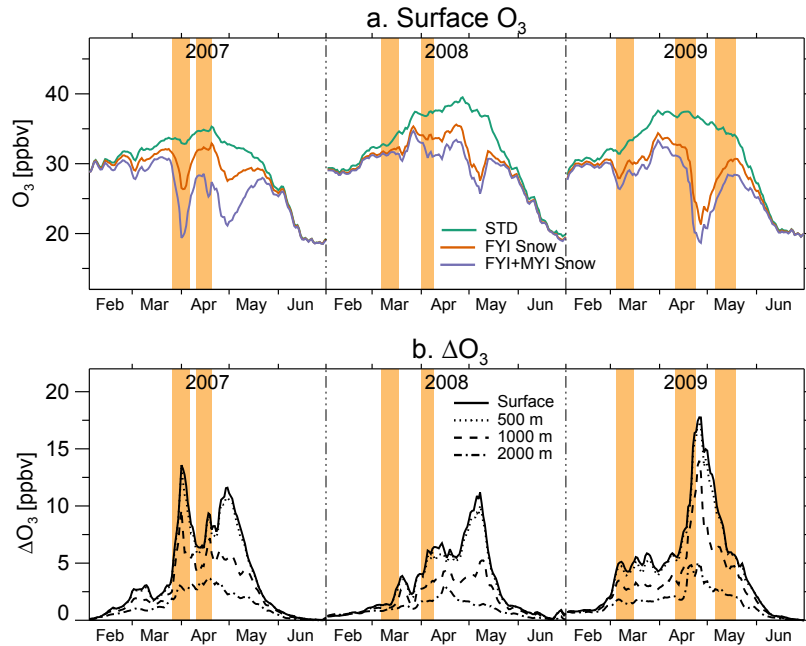 a. Surface O₃
2007 2008 2009
O₃ [ppbv]
40
30
20
STD
FYI Snow
FYI+MYI Snow
Feb Mar Apr May Jun Feb Mar Apr May Jun Feb Mar Apr May Jun
b. ΔO₃
2007 2008 2009
ΔO₃ [ppbv]
20
15
10
5
0
Surface
500 m
1000 m
2000 m
Feb Mar Apr May Jun Feb Mar Apr May Jun Feb Mar Apr May Jun